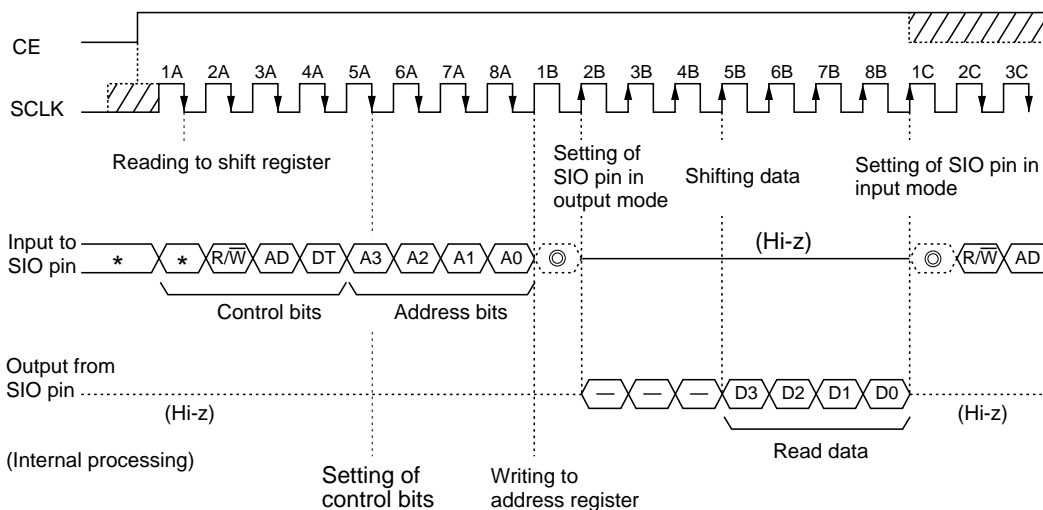 CE
1A 2A 3A 4A 5A 6A 7A 8A 1B 2B 3B 4B 5B 6B 7B 8B 1C 2C 3C
SCLK
Reading to shift register
Setting of
SIO pin in
output mode
Shifting data
Setting of SIO pin in
input mode
Input to
SIO pin
* * R/W̅ AD DT A3 A2 A1 A0 ◎ (Hi-z) ◎ R/W̅ AD
Control bits Address bits
Output from
SIO pin
— — — D3 D2 D1 D0
(Hi-z) (Hi-z)
Read data
(Internal processing)
Setting of
control bits
Writing to
address register